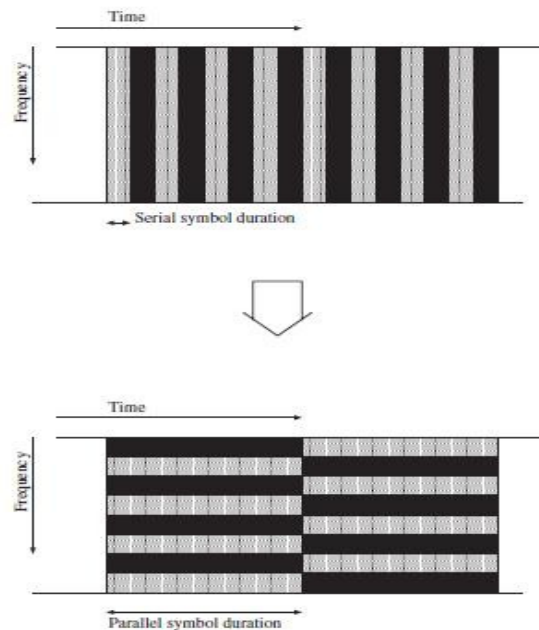 Time
Frequency
Serial symbol duration
Time
Frequency
Parallel symbol duration